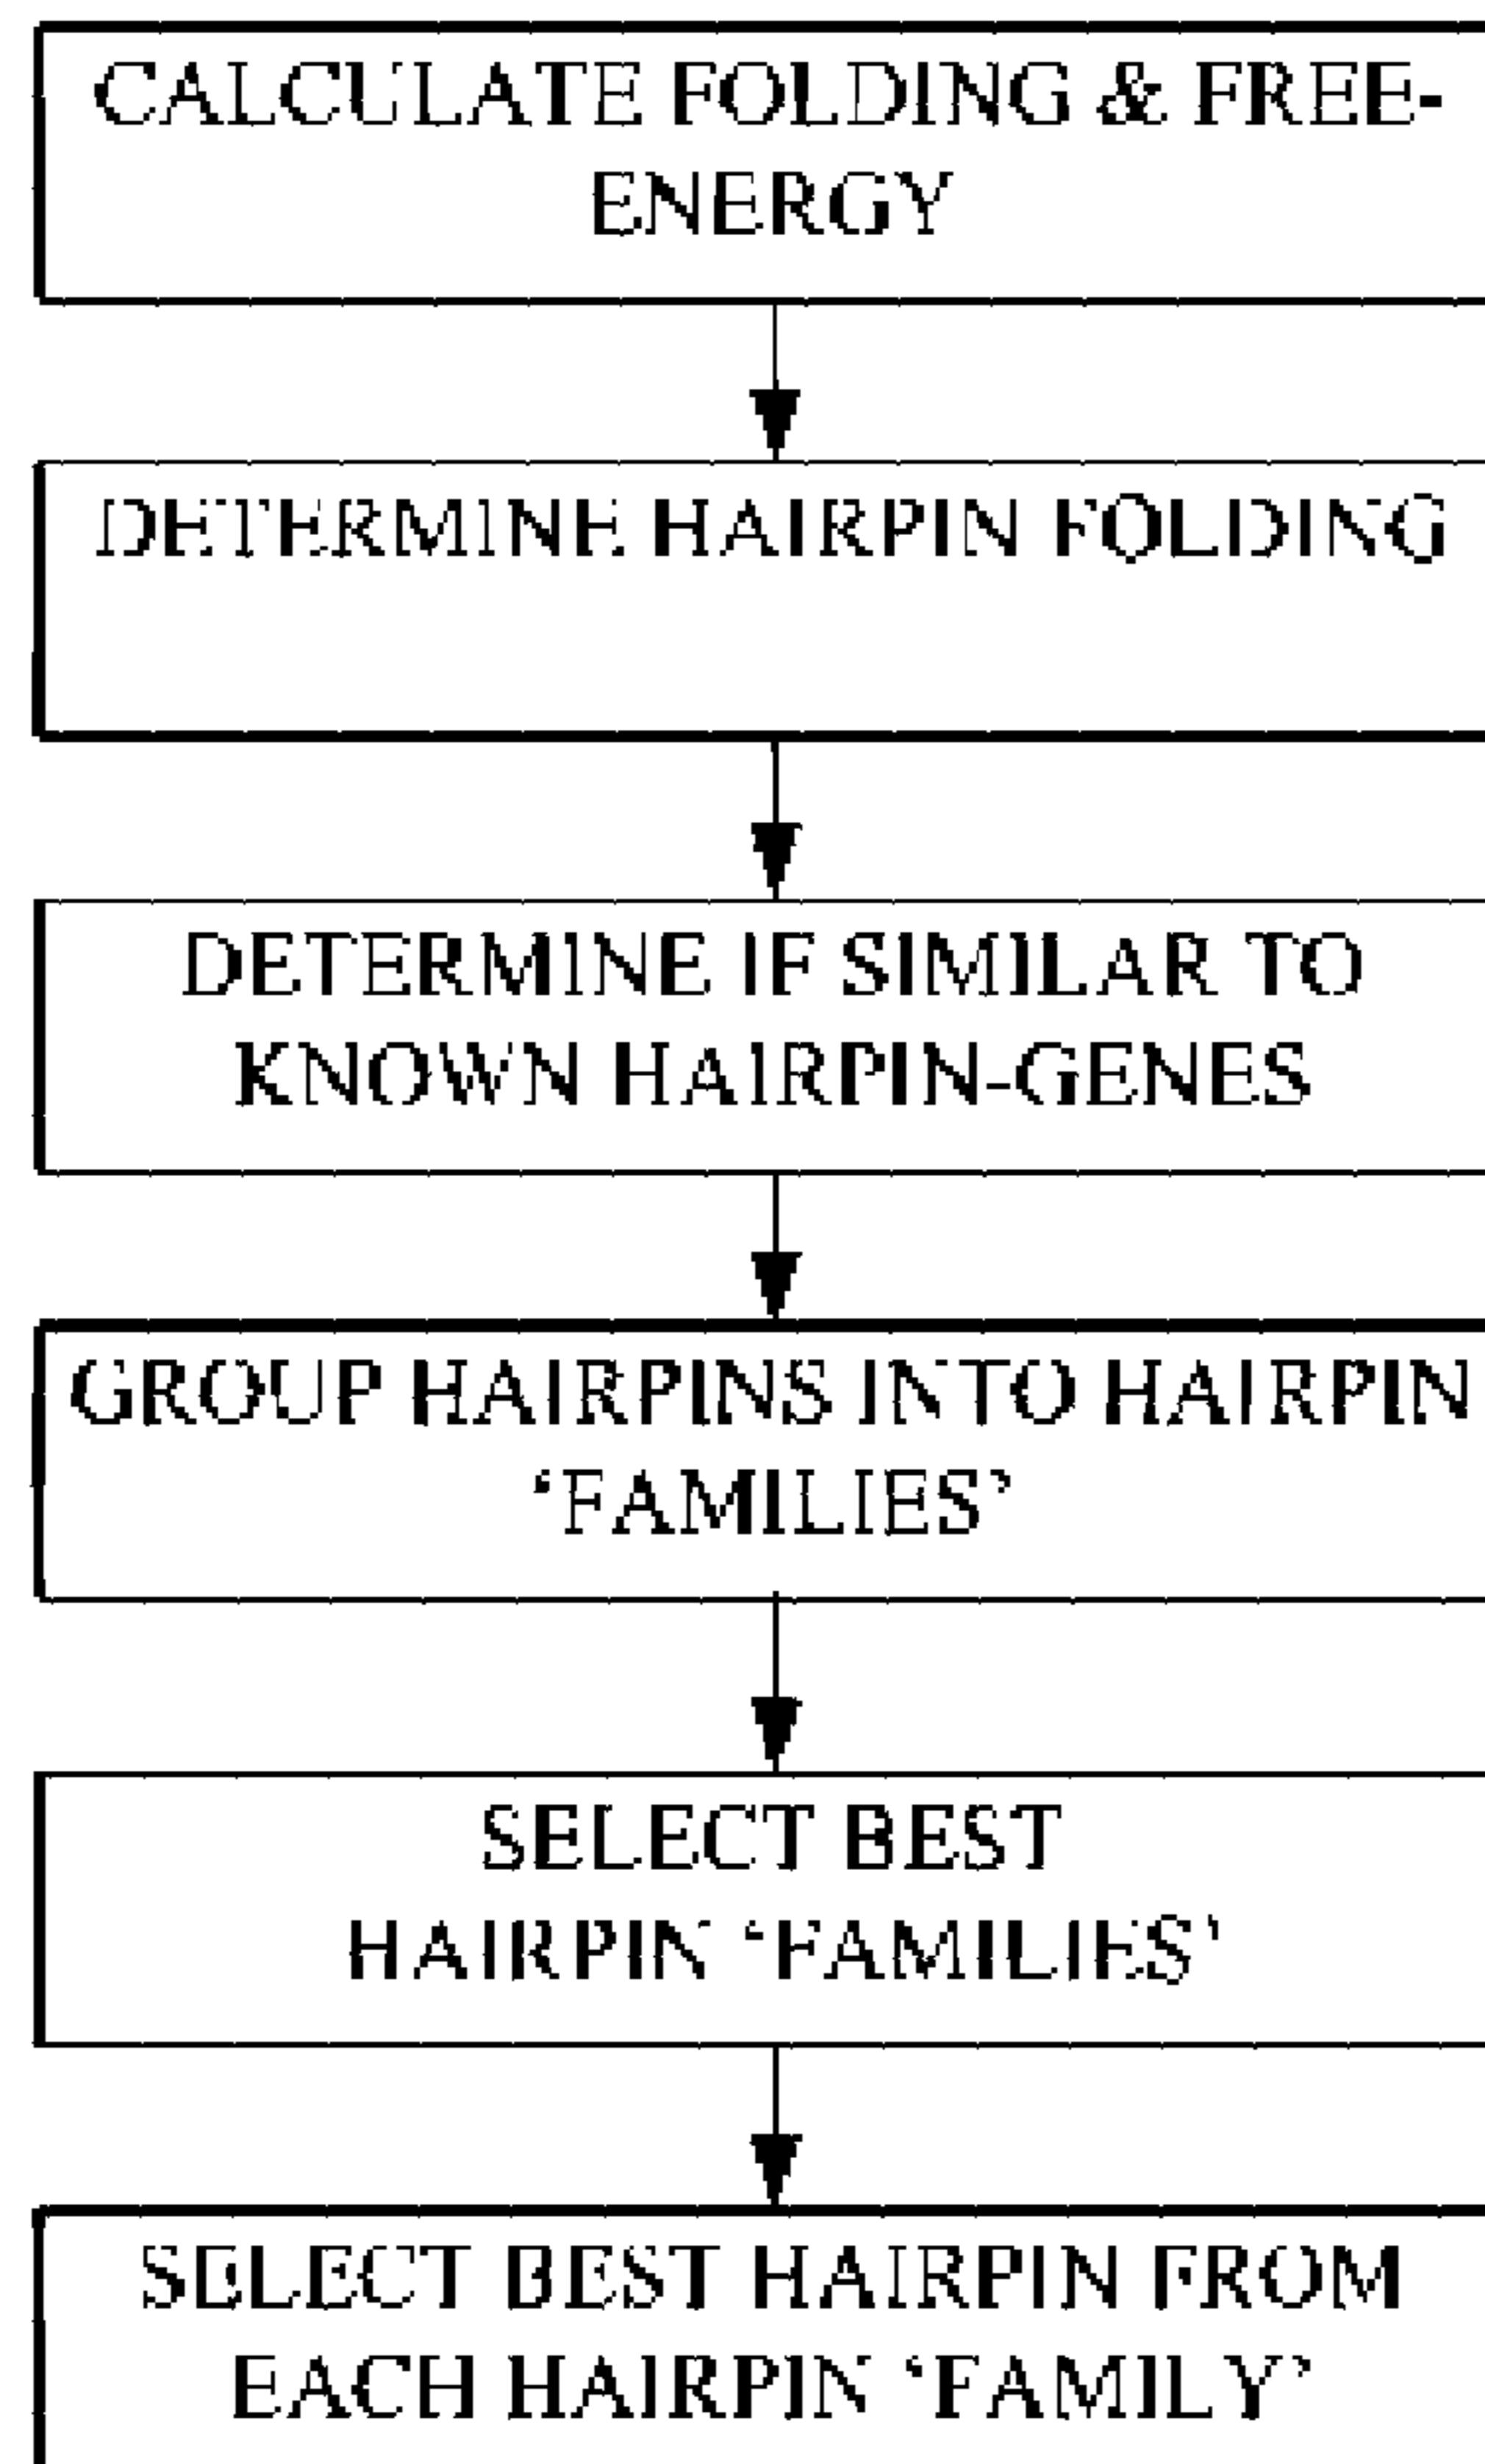 CALCULATE FOLDING & FREE-
ENERGY
DETERMINE HAIRPIN FOLDING
DETERMINE IF SIMILAR TO
KNOWN HAIRPIN-GENES
GROUP HAIRPINS INTO HAIRPIN
‘FAMILIES’
SELECT BEST
HAIRPIN ‘FAMILIES’
SELECT BEST HAIRPIN FROM
EACH HAIRPIN ‘FAMILY’